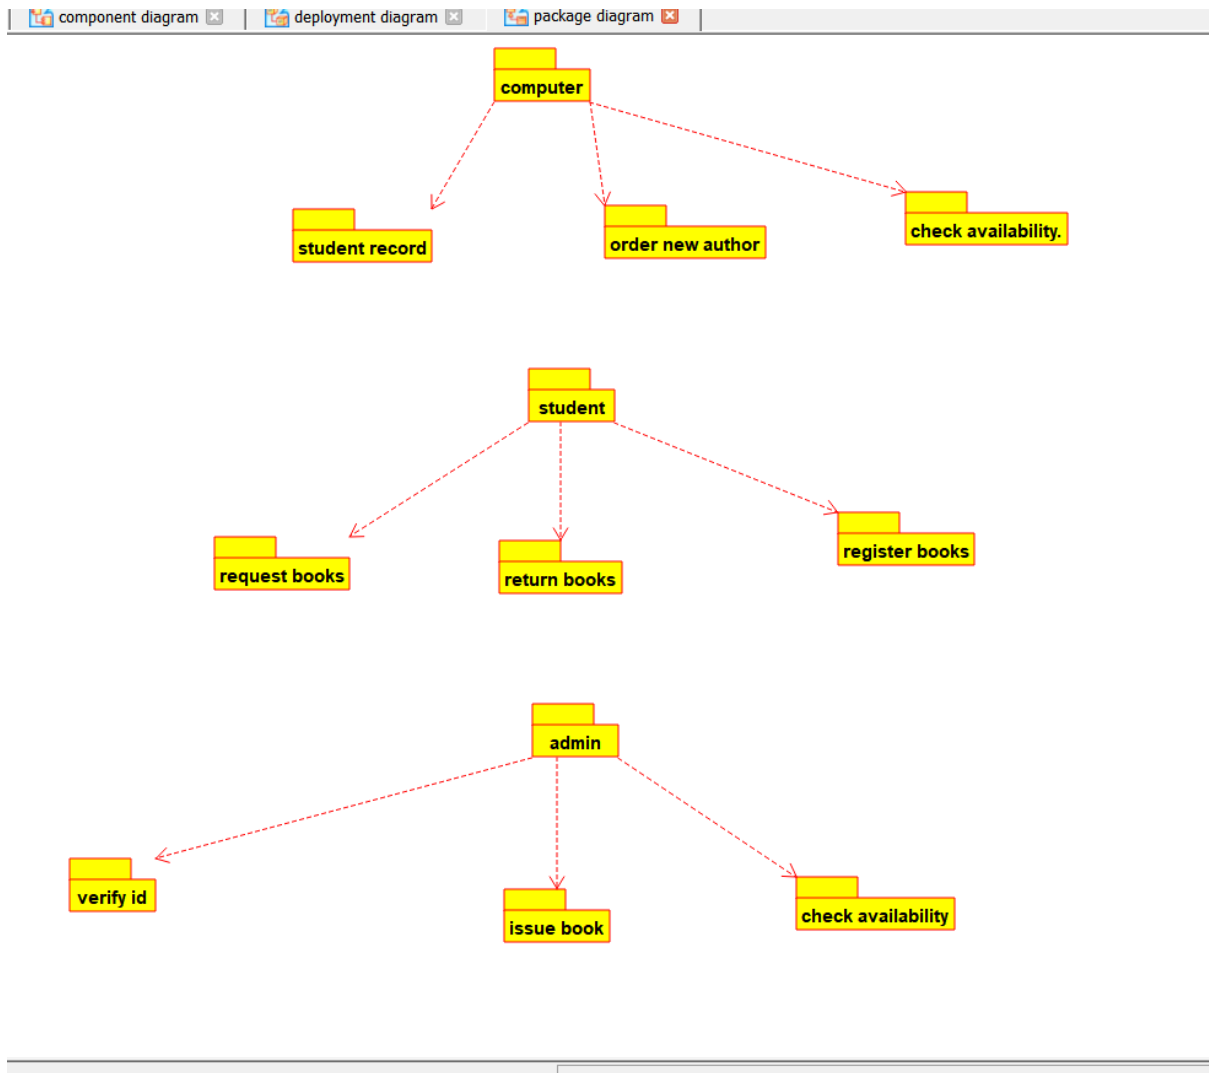 component diagram deployment diagram package diagram
computer
student record order new author check availability.
student
request books return books register books
admin
verify id issue book check availability